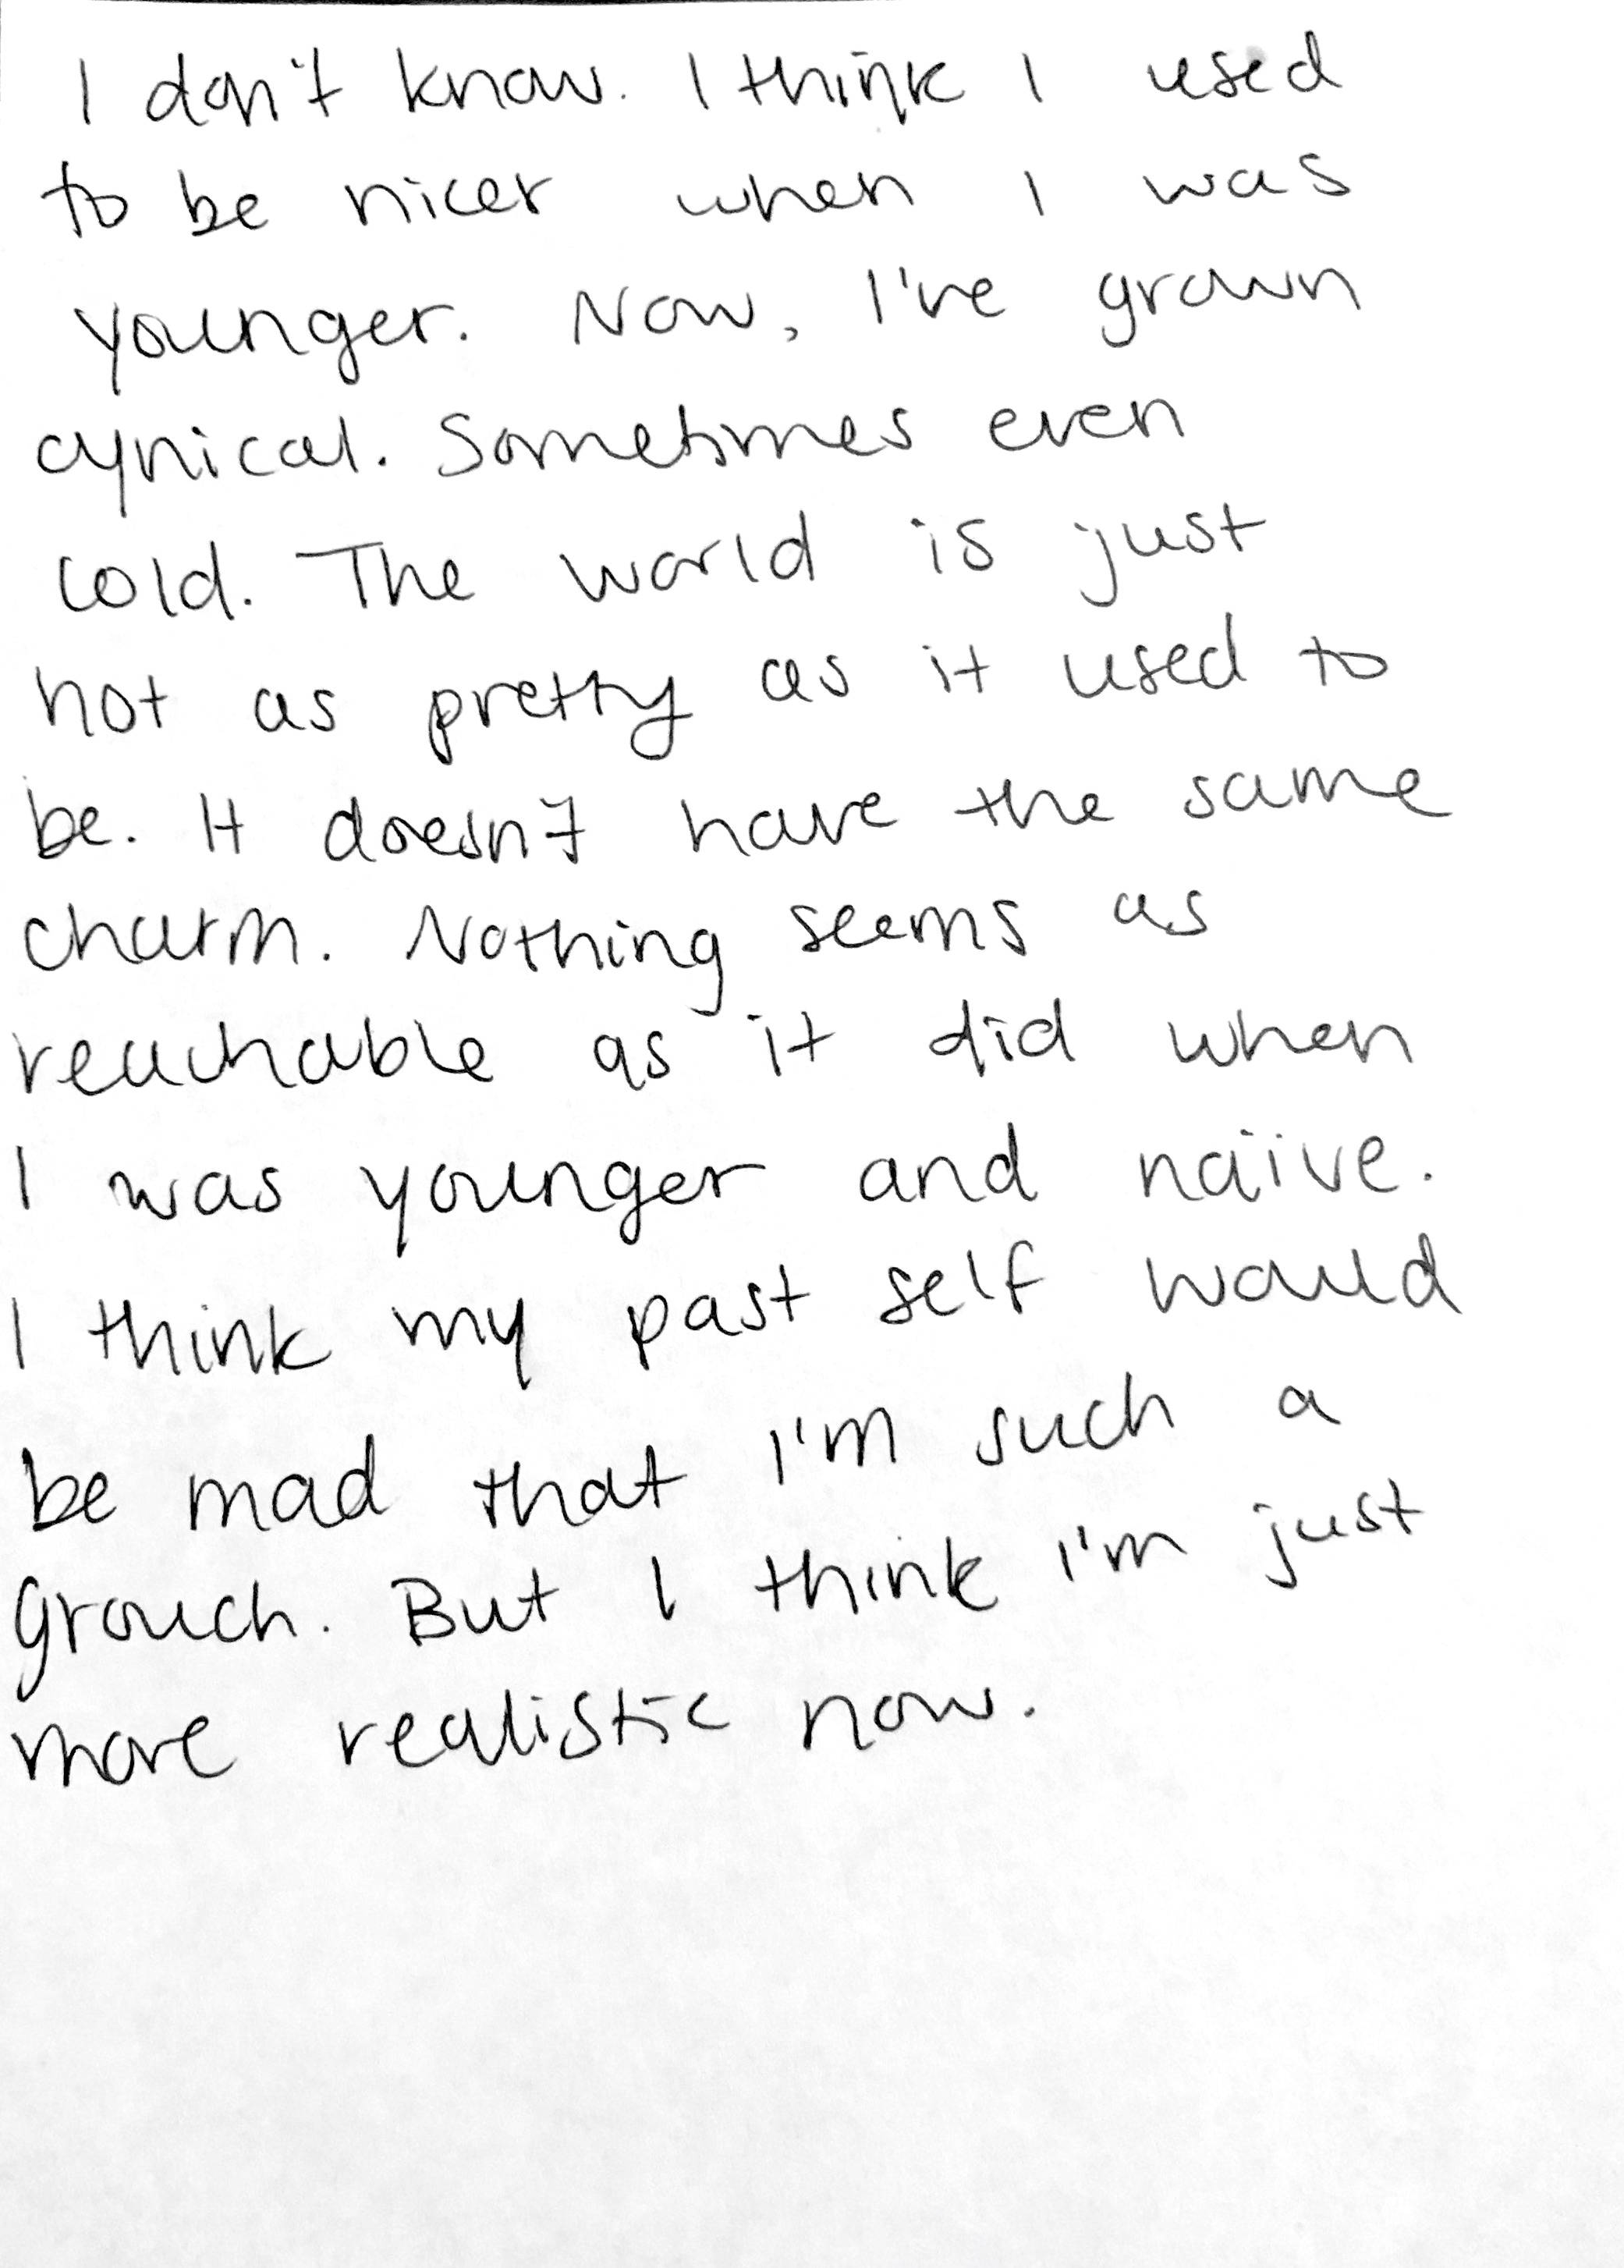 I don't know. I think I used
to be nicer when I was
younger. Now, I've grown
cynical. Sometimes even
cold. The world is just
not as pretty as it used to
be. It doesn't have the same
charm. Nothing seems as
reachable as it did when
I was younger and naïve.
I think my past self would
be mad that I'm such a
grouch. But I think I'm just
more realistic now.